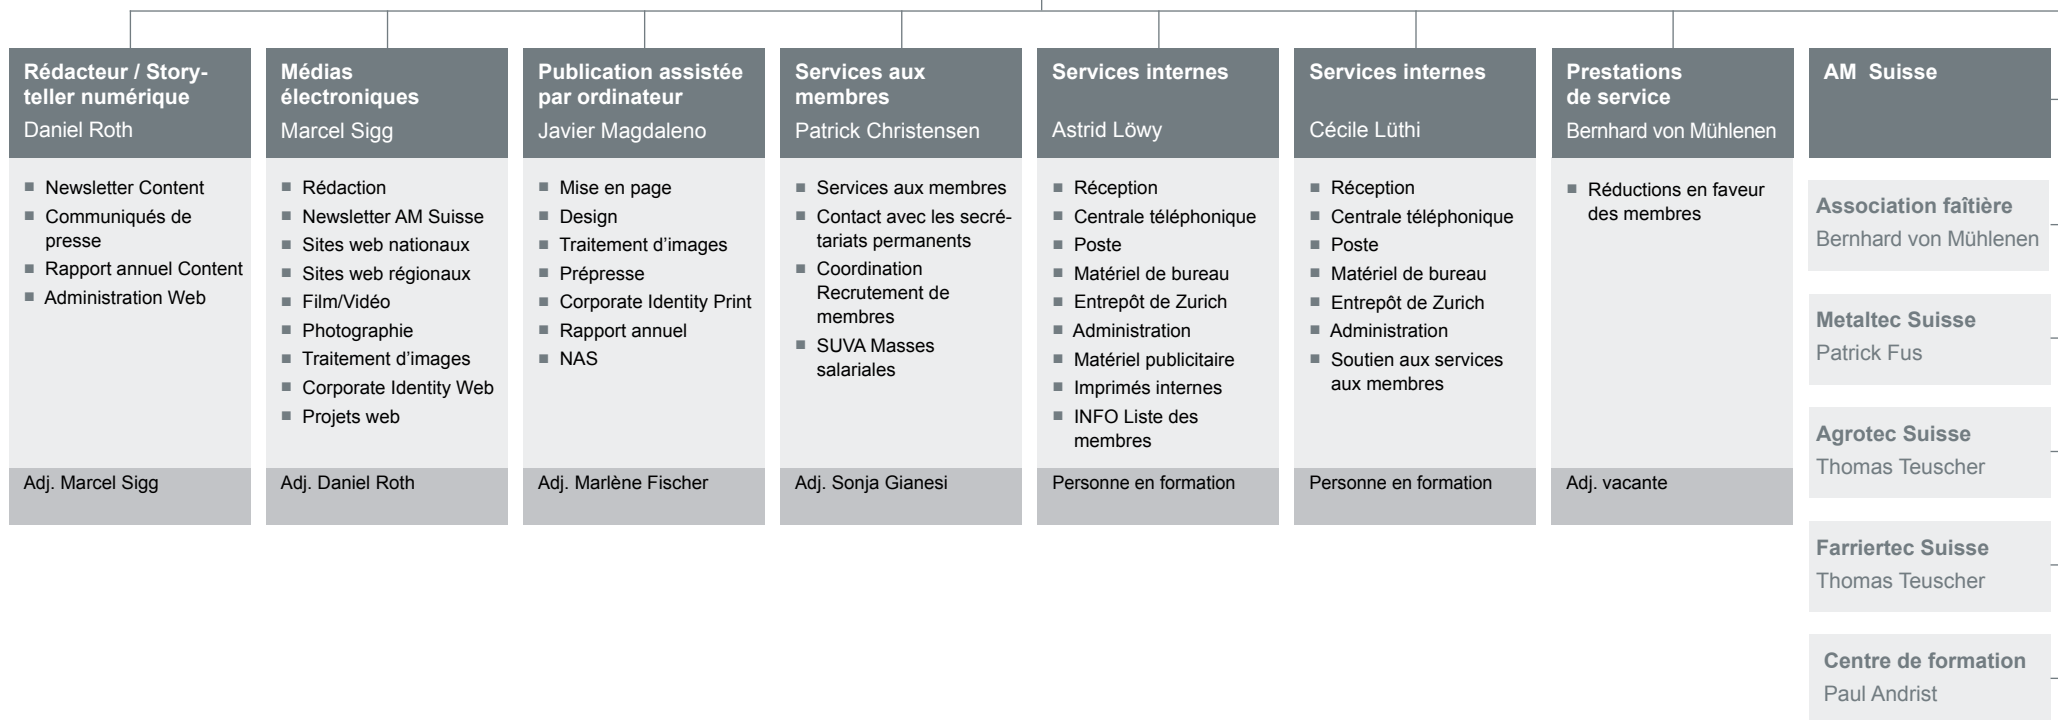 Rédacteur / Story-
teller numérique
Daniel Roth
Newsletter Content
Communiqués de
presse
Rapport annuel Content
Administration Web
Adj. Marcel Sigg
Médias
électroniques
Marcel Sigg
Rédaction
Newsletter AM Suisse
Sites web nationaux
Sites web régionaux
Film/Vidéo
Photographie
Traitement d’images
Corporate Identity Web
Projets web
Adj. Daniel Roth
Publication assistée
par ordinateur
Javier Magdaleno
Mise en page
Design
Traitement d’images
Prépresse
Corporate Identity Print
Rapport annuel
NAS
Adj. Marlène Fischer
Services aux
membres
Patrick Christensen
Services aux membres
Contact avec les secré-
tariats permanents
Coordination
Recrutement de
membres
SUVA Masses
salariales
Adj. Sonja Gianesi
Services internes
Astrid Löwy
Réception
Centrale téléphonique
Poste
Matériel de bureau
Entrepôt de Zurich
Administration
Matériel publicitaire
Imprimés internes
INFO Liste des
membres
Personne en formation
Services internes
Cécile Lüthi
Réception
Centrale téléphonique
Poste
Matériel de bureau
Entrepôt de Zurich
Administration
Soutien aux services
aux membres
Personne en formation
Prestations
de service
Bernhard von Mühlenen
Réductions en faveur
des membres
Adj. vacante
AM Suisse
Association faîtière
Bernhard von Mühlenen
Metaltec Suisse
Patrick Fus
Agrotec Suisse
Thomas Teuscher
Farriertec Suisse
Thomas Teuscher
Centre de formation
Paul Andrist